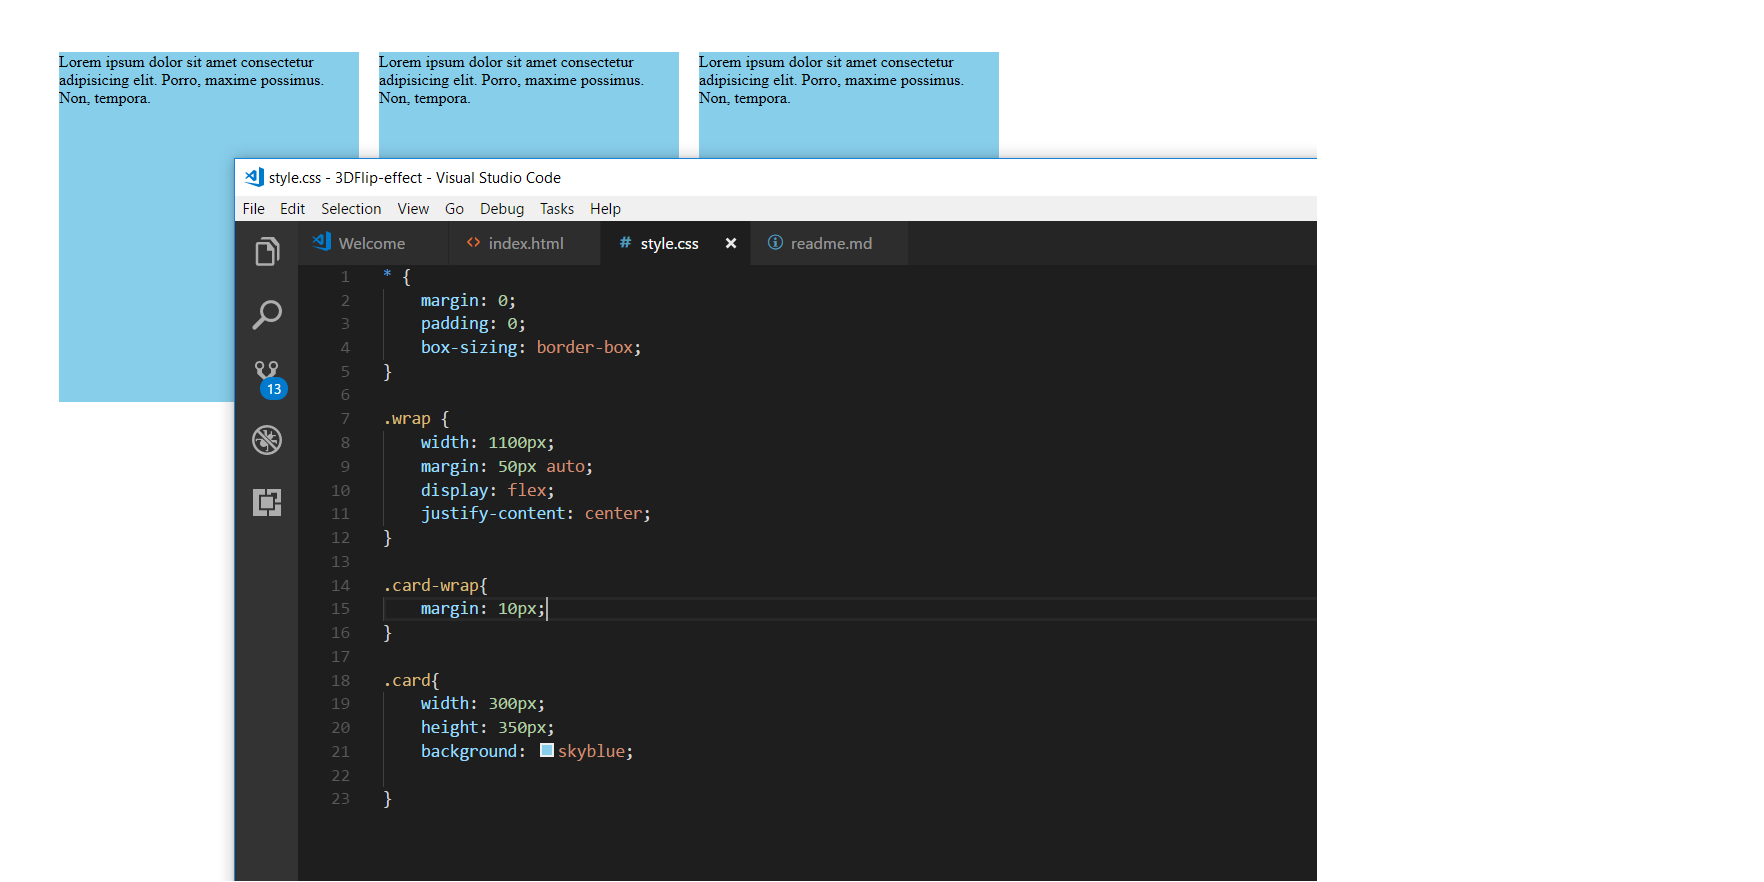 Lorem ipsum dolor sit amet consectetur
adipisicing elit. Porro, maxime possimus.
Non, tempora.
Lorem ipsum dolor sit amet consectetur
adipisicing elit. Porro, maxime possimus.
Non, tempora.
Lorem ipsum dolor sit amet consectetur
adipisicing elit. Porro, maxime possimus.
Non, tempora.
style.css - 3DFlip-effect - Visual Studio Code
File Edit Selection View Go Debug Tasks Help
Welcome <> index.html # style.css × readme.md
13
1 * {
2     margin: 0;
3     padding: 0;
4     box-sizing: border-box;
5 }
6
7 .wrap {
8     width: 1100px;
9     margin: 50px auto;
10     display: flex;
11     justify-content: center;
12 }
13
14 .card-wrap{
15     margin: 10px;
16 }
17
18 .card{
19     width: 300px;
20     height: 350px;
21     background: skyblue;
22
23 }